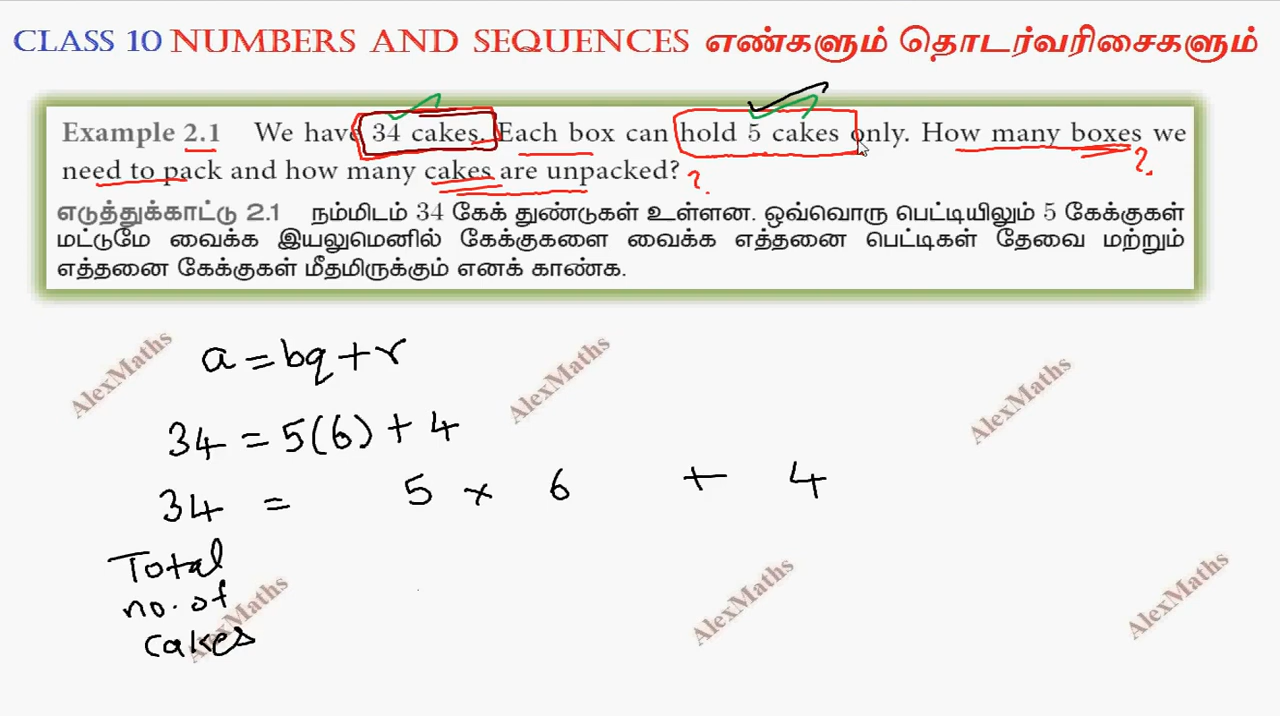 CLASS 10 NUMBERS AND SEQUENCES எண்களும் தொடர்வரிசைகளும்
Example 2.1 We have 34 cakes. Each box can hold 5 cakes only. How many boxes we
need to pack and how many cakes are unpacked?
?
?
எடுத்துக்காட்டு 2.1 நம்மிடம் 34 கேக் துண்டுகள் உள்ளன. ஒவ்வொரு பெட்டியிலும் 5 கேக்குகள்
மட்டுமே வைக்க இயலுமெனில் கேக்குகளை வைக்க எத்தனை பெட்டிகள் தேவை மற்றும்
எத்தனை கேக்குகள் மீதமிருக்கும் எனக் காண்க.
a = bq + r
34 = 5(6) + 4
34 = 5 × 6 + 4
Total
no. of
cakes
AlexMaths
AlexMaths
AlexMaths
AlexMaths
AlexMaths
AlexMaths